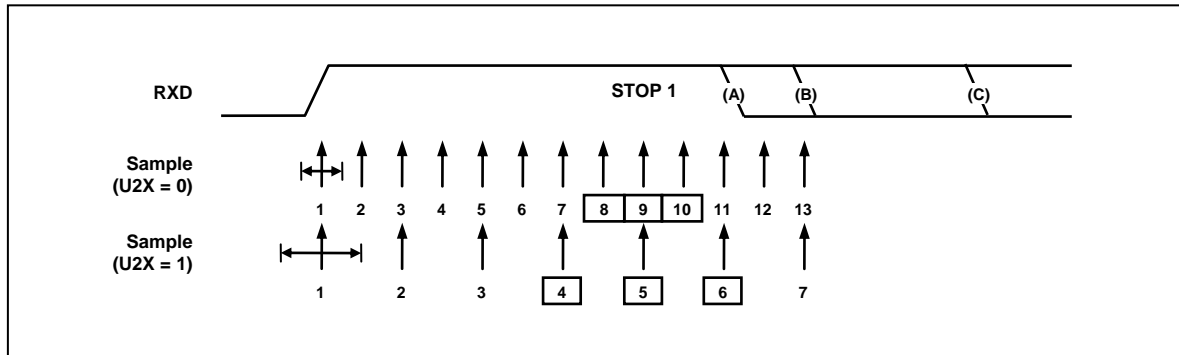 RXD STOP 1 (A) (B) (C)
Sample
(U2X = 0)
1 2 3 4 5 6 7 8 9 10 11 12 13
Sample
(U2X = 1)
1 2 3 4 5 6 7